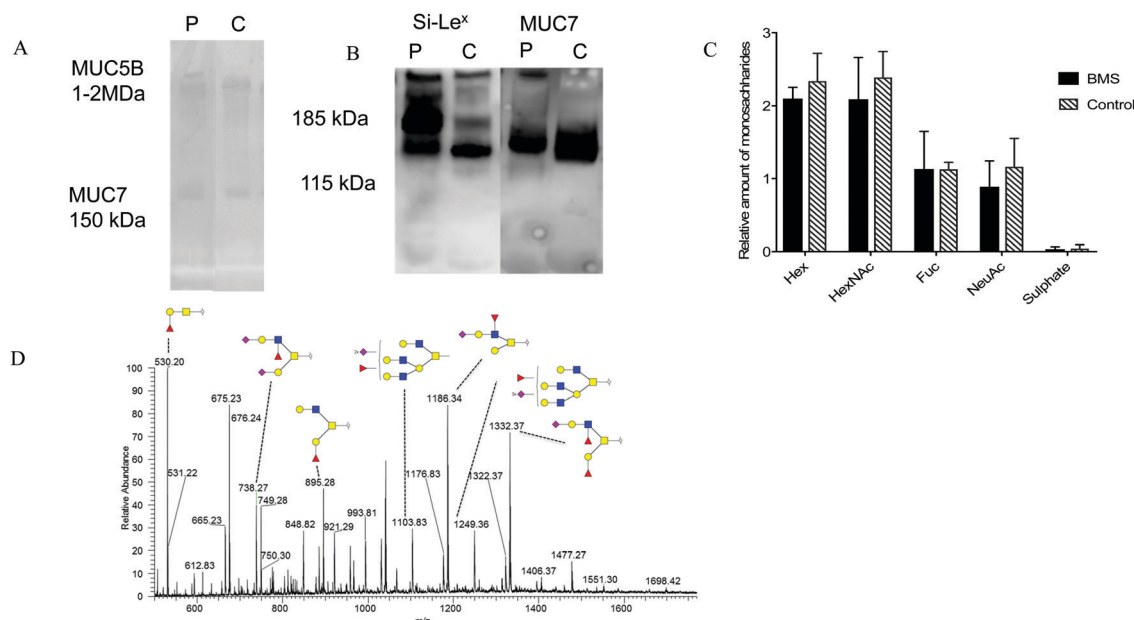 A
P C
MUC5B
1-2MDa
MUC7
150 kDa
B
Si-Leˣ MUC7
P C P C
185 kDa
115 kDa
C
Relative amount of monosachharides
3
2
1
0
BMS
Control
Hex
HexNAc
Fuc
NeuAc
Sulphate
D
Relative Abundance
100
90
80
70
60
50
40
30
20
10
0
530.20
531.22
612.83
665.23
675.23
676.24
738.27
749.28
750.30
848.82
895.28
921.29
993.81
1103.83
1176.83
1186.34
1249.36
1322.37
1332.37
1406.37
1477.27
1551.30
1698.42
600 800 1000 1200 1400 1600